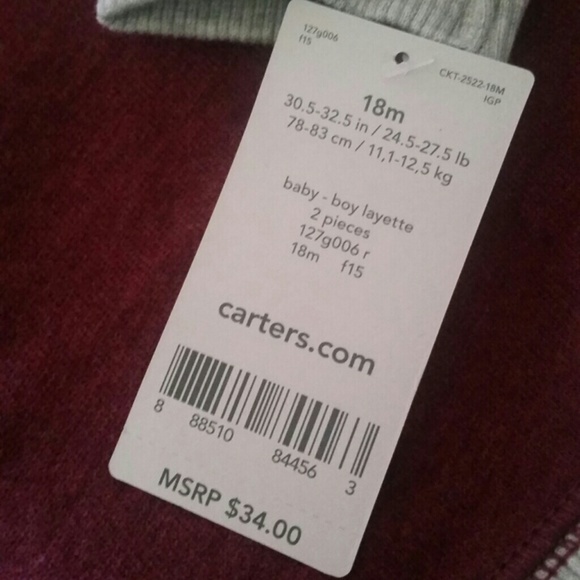 127g006
f15
CKT-2522-18M
IGP
18m
30.5-32.5 in / 24.5-27.5 lb
78-83 cm / 11,1-12,5 kg
baby - boy layette
2 pieces
127g006 r
18m f15
carters.com
8 88510 84456 3
MSRP $34.00